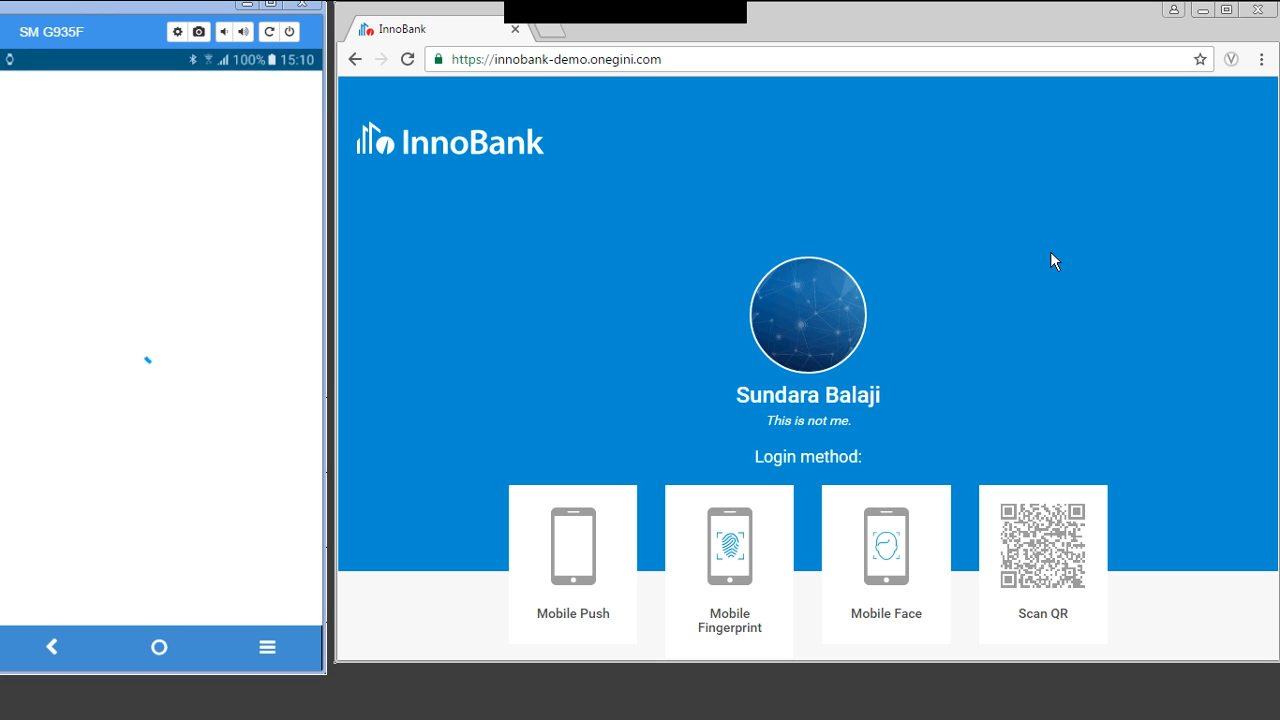 SM G935F
100% 15:10
InnoBank
https://innobank-demo.onegini.com
InnoBank
Sundara Balaji
This is not me.
Login method:
Mobile Push
Mobile
Fingerprint
Mobile Face
Scan QR